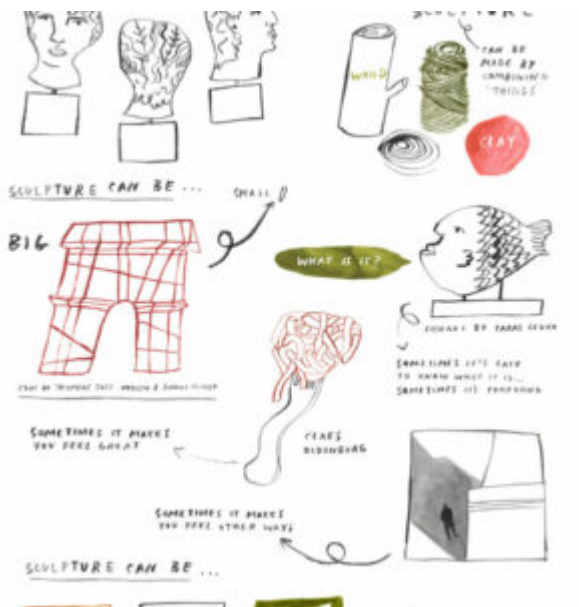 SCULPTURE
CAN BE
MADE BY
COMBINING
"THINGS"
WOOD
CLAY
SCULPTURE CAN BE ...
SMALL
BIG
WHAT IS IT?
SOMETIMES IT'S EASY
TO KNOW WHAT IT IS...
SOMETIMES IT'S
SOMETIMES IT MAKES
YOU FEEL GREAT
CLAES
OLDENBURG
SOMETIMES IT MAKES
YOU FEEL OTHER WAYS
SCULPTURE CAN BE ...